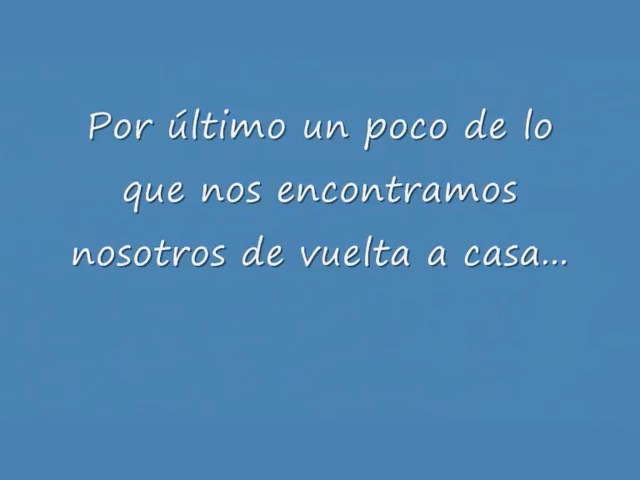 Por último un poco de lo
que nos encontramos
nosotros de vuelta a casa...